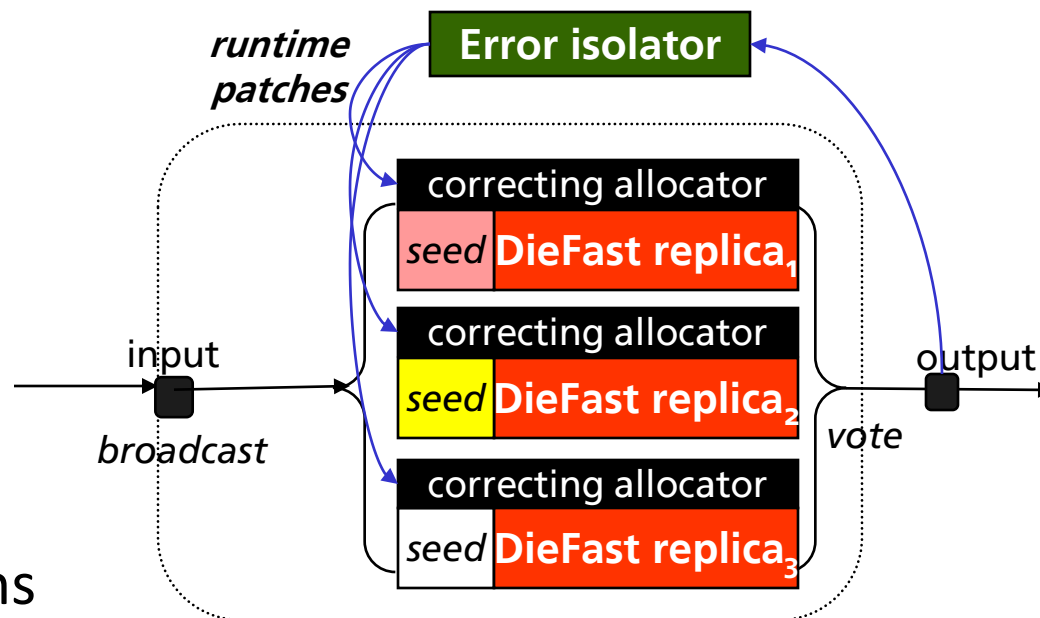 runtime
patches
Error isolator
correcting allocator
seed DieFast replica1
correcting allocator
input
output
seed DieFast replica2
broadcast
vote
correcting allocator
seed DieFast replica3